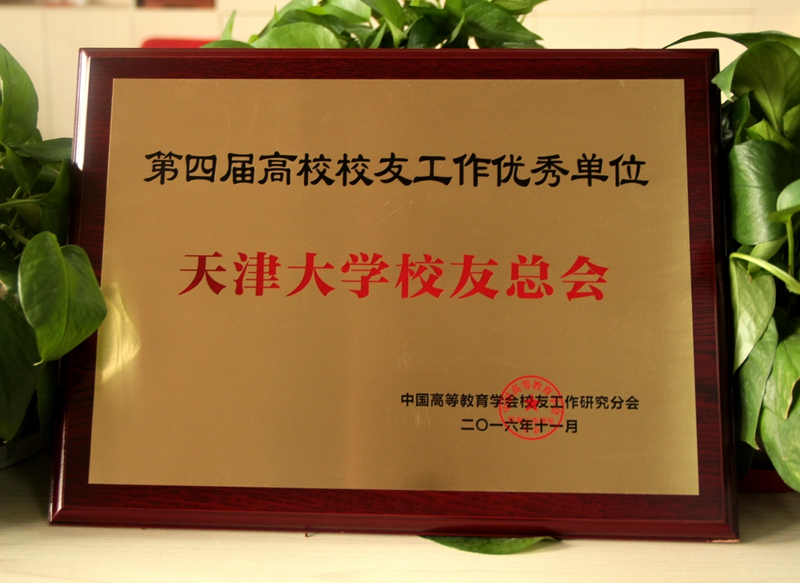 第四届高校校友工作优秀单位
天津大学校友总会
中国高等教育学会校友工作研究分会
二〇一六年十一月